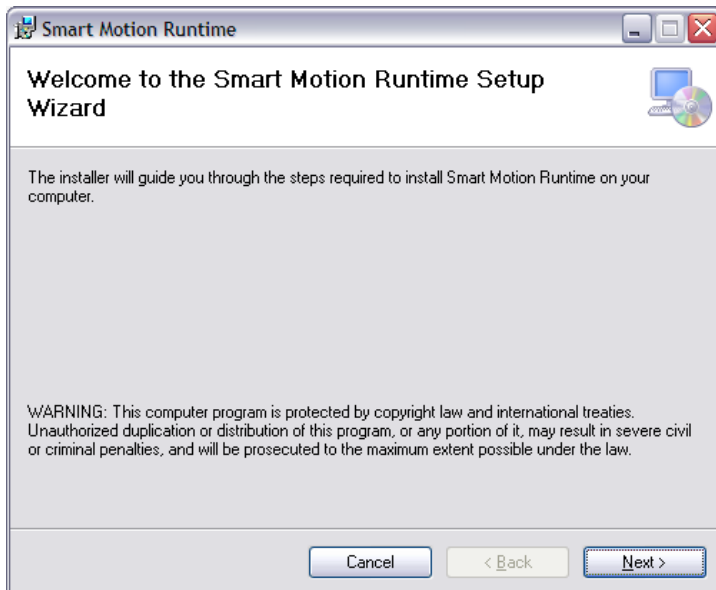 Smart Motion Runtime
Welcome to the Smart Motion Runtime Setup
Wizard
The installer will guide you through the steps required to install Smart Motion Runtime on your
computer.
WARNING: This computer program is protected by copyright law and international treaties.
Unauthorized duplication or distribution of this program, or any portion of it, may result in severe civil
or criminal penalties, and will be prosecuted to the maximum extent possible under the law.
Cancel < Back Next >